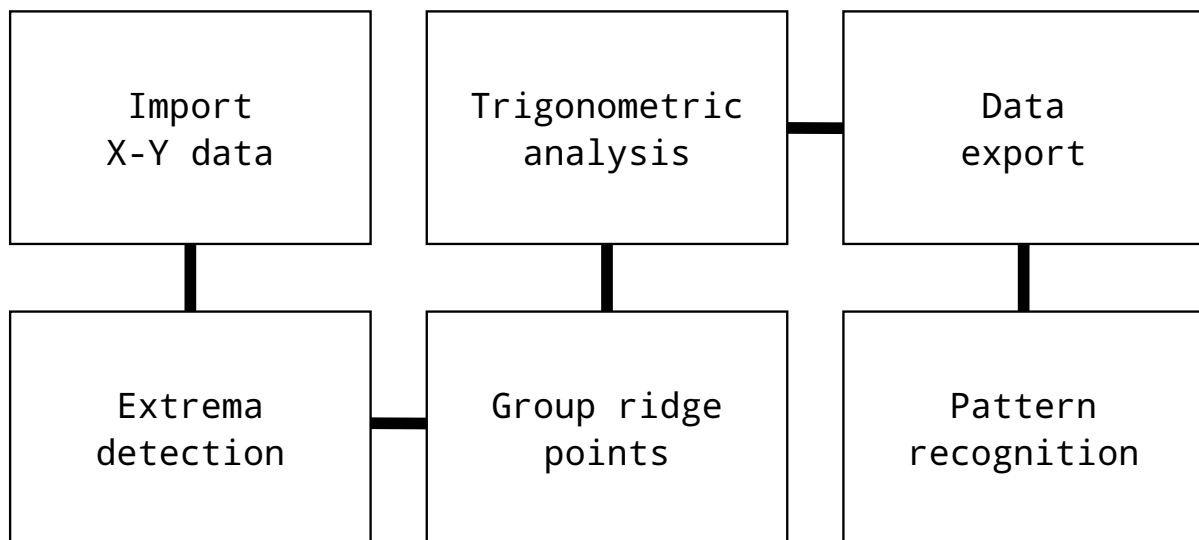 Import
X-Y data
Trigonometric
analysis
Data
export
Extrema
detection
Group ridge
points
Pattern
recognition